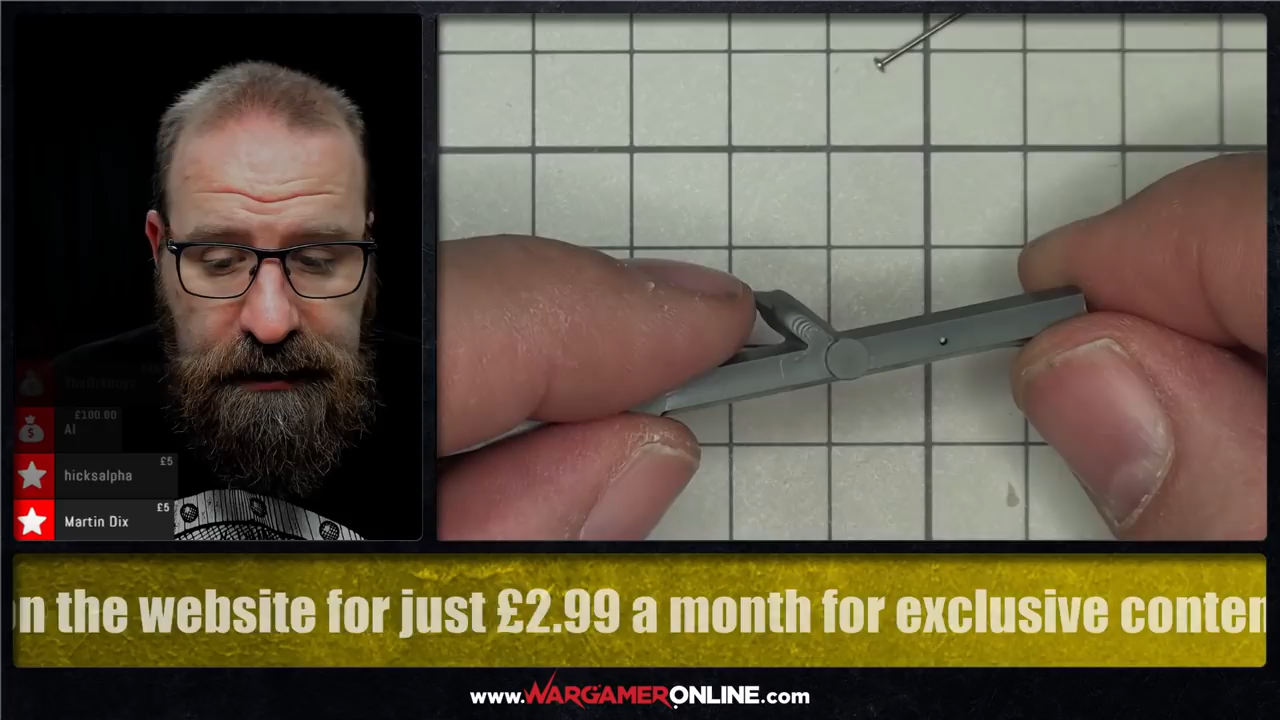 £100.00
AI
£5
hicksalpha
£5
Martin Dix
n the website for just £2.99 a month for exclusive conten
www.WARGAMERONLINE.com